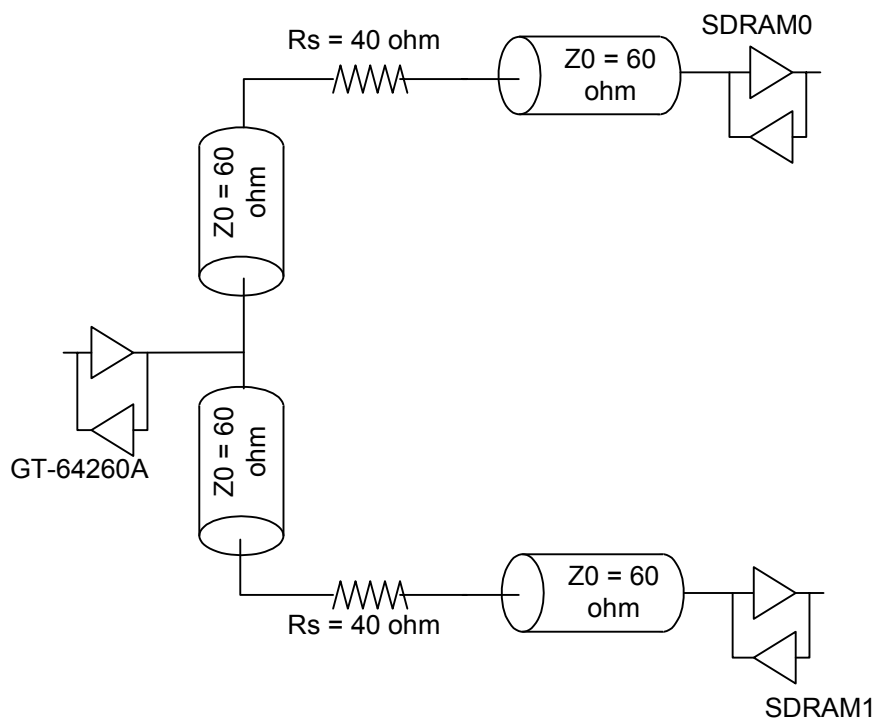 SDRAM0
Rs = 40 ohm
Z0 = 60
ohm
Z0 = 60
ohm
GT-64260A
Z0 = 60
ohm
Z0 = 60
ohm
Rs = 40 ohm
SDRAM1